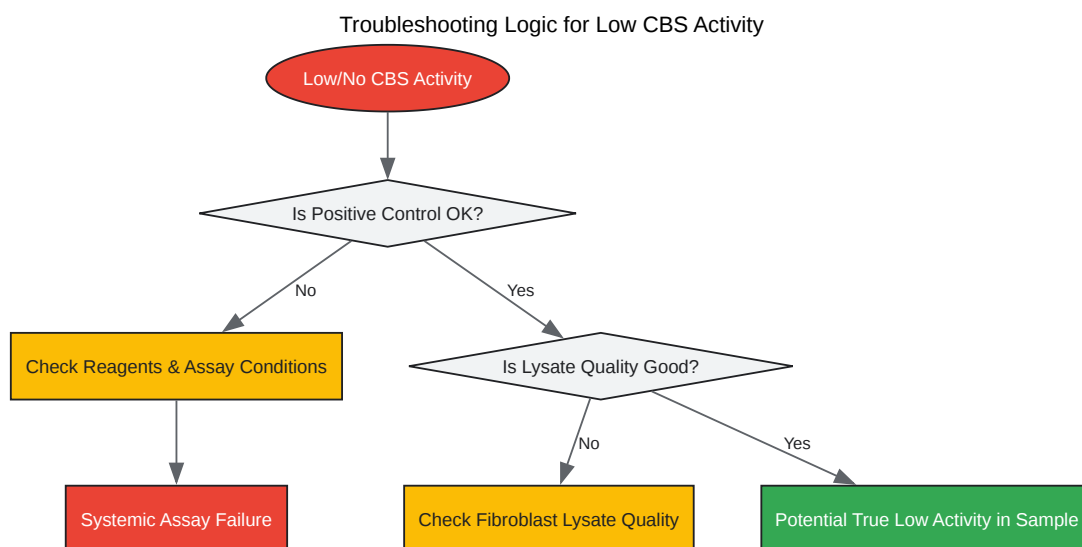 Troubleshooting Logic for Low CBS Activity
Low/No CBS Activity
Is Positive Control OK?
No
Yes
Check Reagents & Assay Conditions
Is Lysate Quality Good?
No
Yes
Systemic Assay Failure
Check Fibroblast Lysate Quality
Potential True Low Activity in Sample